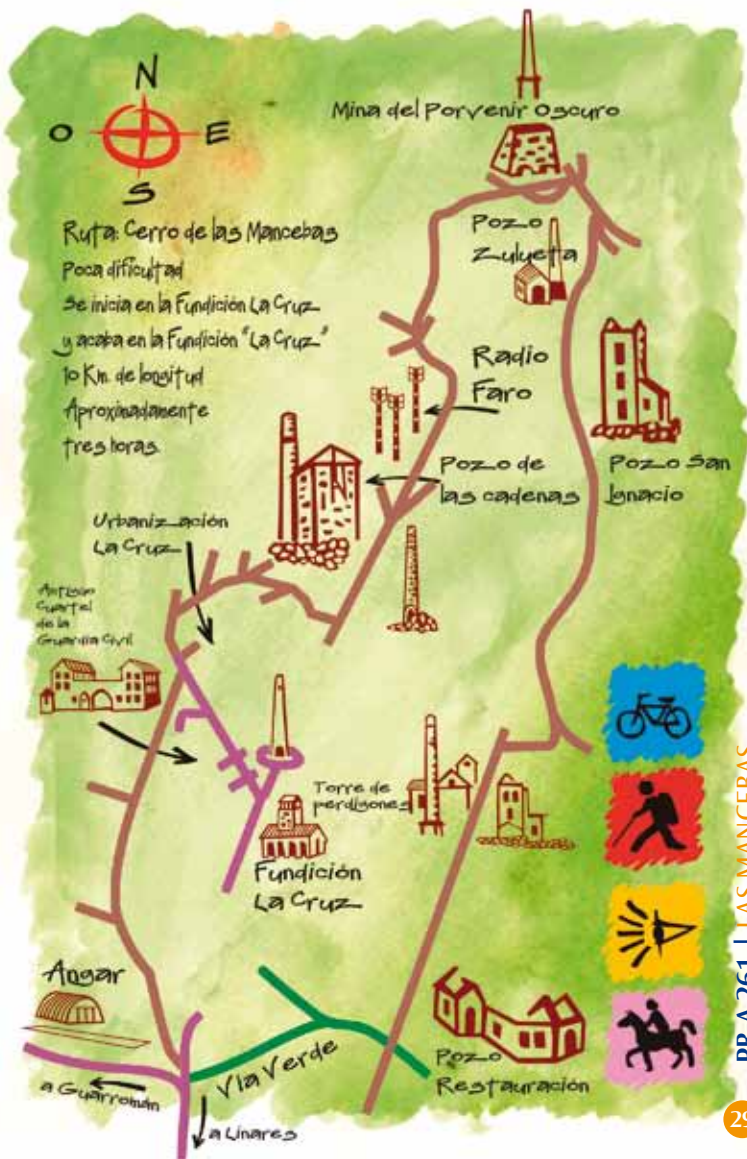 N
O
E
S
Mina del Porvenir Oscuro
Ruta: Cerro de las Mancebas
Poca dificultad
Se inicia en la Fundición La Cruz
y acaba en la Fundición "La Cruz"
10 Km. de longitud
Aproximadamente
tres horas.
Pozo
Zulueta
Radio
Faro
Pozo de
las cadenas
Pozo San
Ignacio
Urbanización
La Cruz
Antiguo
Cuartel
de la
Guardia Civil
Torre de
perdigones
Fundición
La Cruz
Angar
a Guarromán
Vía Verde
a Linares
Pozo
Restauración
PR A 261 | LAS MANCEBAS
29